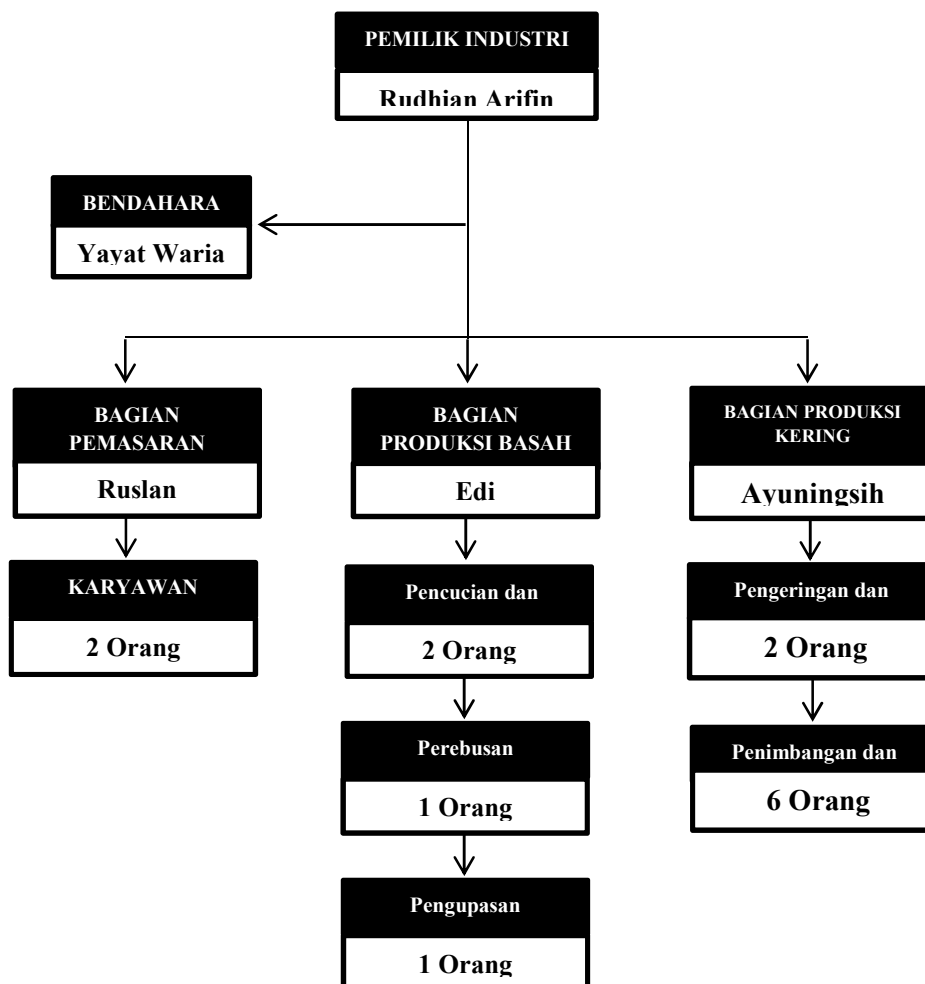 PEMILIK INDUSTRI
Rudhian Arifin
BENDAHARA
Yayat Waria
BAGIAN
PEMASARAN
Ruslan
KARYAWAN
2 Orang
BAGIAN
PRODUKSI BASAH
Edi
Pencucian dan
2 Orang
Perebusan
1 Orang
Pengupasan
1 Orang
BAGIAN PRODUKSI
KERING
Ayuningsih
Pengeringan dan
2 Orang
Penimbangan dan
6 Orang